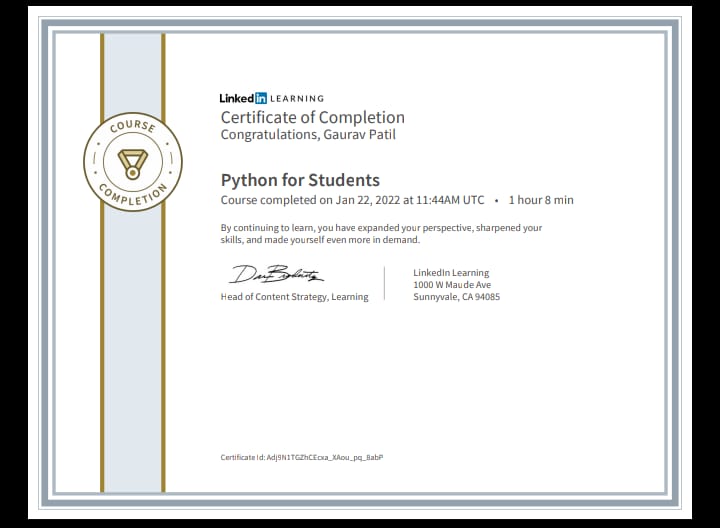 Linked in LEARNING
Certificate of Completion
Congratulations, Gaurav Patil
COURSE
COMPLETION
Python for Students
Course completed on Jan 22, 2022 at 11:44AM UTC • 1 hour 8 min
By continuing to learn, you have expanded your perspective, sharpened your
skills, and made yourself even more in demand.
Head of Content Strategy, Learning
LinkedIn Learning
1000 W Maude Ave
Sunnyvale, CA 94085
Certificate Id: Adj9N1TGZhCEcxa_XAou_pq_8abP